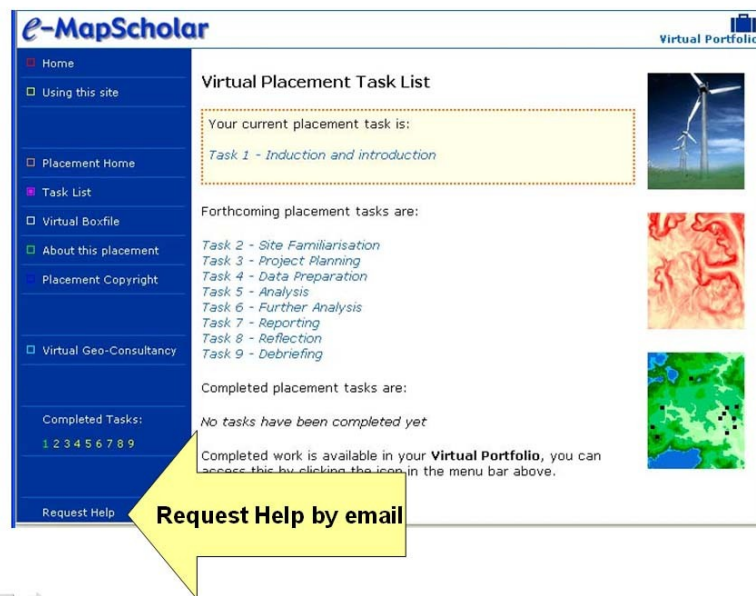 e-MapScholar
Virtual Portfolio
Home
Using this site
Placement Home
Task List
Virtual Boxfile
About this placement
Placement Copyright
Virtual Geo-Consultancy
Completed Tasks:
1 2 3 4 5 6 7 8 9
Request Help
Virtual Placement Task List
Your current placement task is:
Task 1 - Induction and introduction
Forthcoming placement tasks are:
Task 2 - Site Familiarisation
Task 3 - Project Planning
Task 4 - Data Preparation
Task 5 - Analysis
Task 6 - Further Analysis
Task 7 - Reporting
Task 8 - Reflection
Task 9 - Debriefing
Completed placement tasks are:
No tasks have been completed yet
Completed work is available in your Virtual Portfolio, you can
access this by clicking the icon in the menu bar above.
Request Help by email